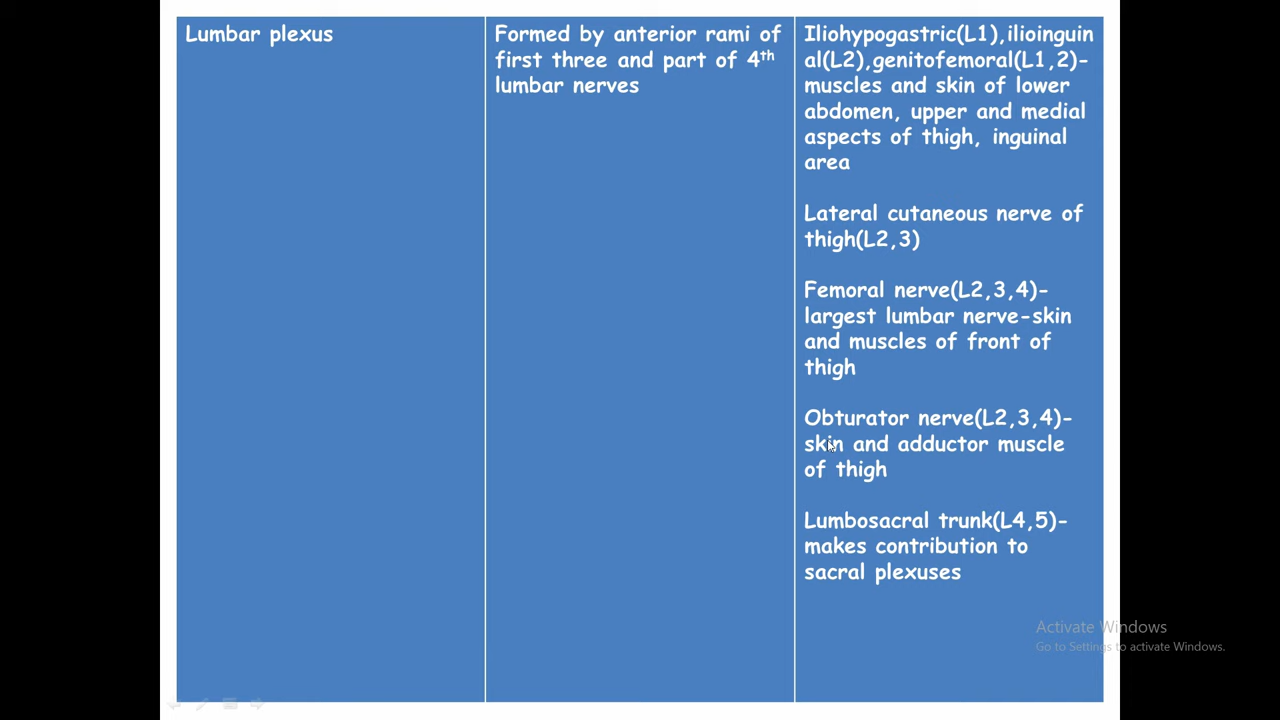 Lumbar plexus
Formed by anterior rami of
first three and part of 4th
lumbar nerves
Iliohypogastric(L1),ilioinguin
al(L2),genitofemoral(L1,2)-
muscles and skin of lower
abdomen, upper and medial
aspects of thigh, inguinal
area
Lateral cutaneous nerve of
thigh(L2,3)
Femoral nerve(L2,3,4)-
largest lumbar nerve-skin
and muscles of front of
thigh
Obturator nerve(L2,3,4)-
skin and adductor muscle
of thigh
Lumbosacral trunk(L4,5)-
makes contribution to
sacral plexuses
Activate Windows
Go to Settings to activate Windows.